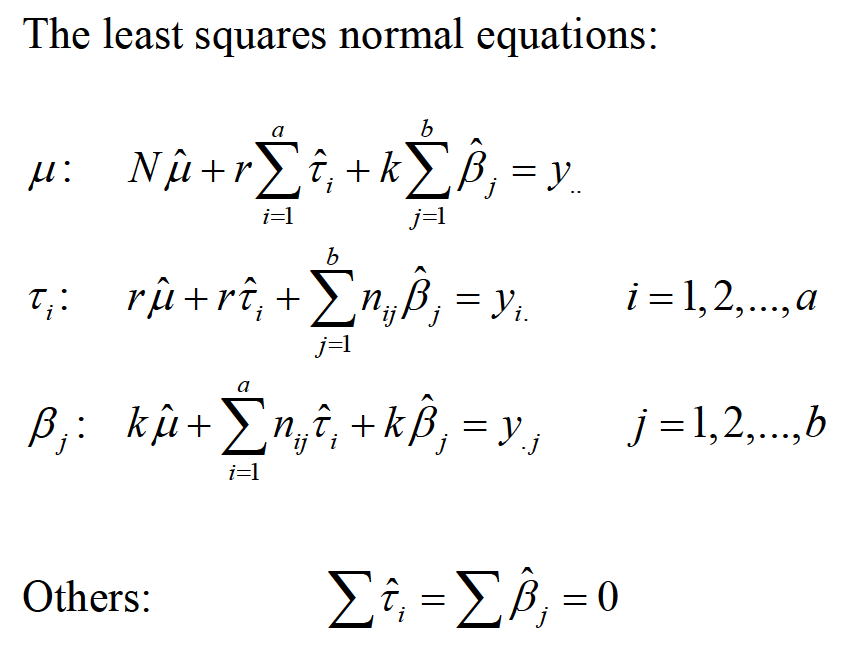 The least squares normal equations:
μ: Nμ̂ + r∑_{i=1}^{a} τ̂_i + k∑_{j=1}^{b} β̂_j = y_{..}
τ_i: rμ̂ + rτ̂_i + ∑_{j=1}^{b} n_{ij}β̂_j = y_{i.} i = 1,2,...,a
β_j: kμ̂ + ∑_{i=1}^{a} n_{ij}τ̂_i + kβ̂_j = y_{.j} j = 1,2,...,b
Others: ∑τ̂_i = ∑β̂_j = 0